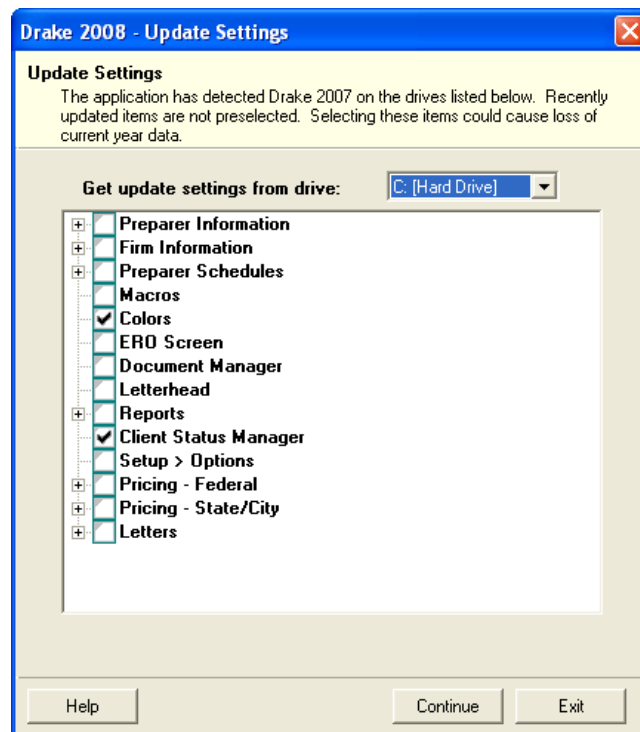 Drake 2008 - Update Settings
Update Settings
The application has detected Drake 2007 on the drives listed below. Recently
updated items are not preselected. Selecting these items could cause loss of
current year data.
Get update settings from drive: C: [Hard Drive]
Preparer Information
Firm Information
Preparer Schedules
Macros
Colors
ERO Screen
Document Manager
Letterhead
Reports
Client Status Manager
Setup > Options
Pricing - Federal
Pricing - State/City
Letters
Help Continue Exit